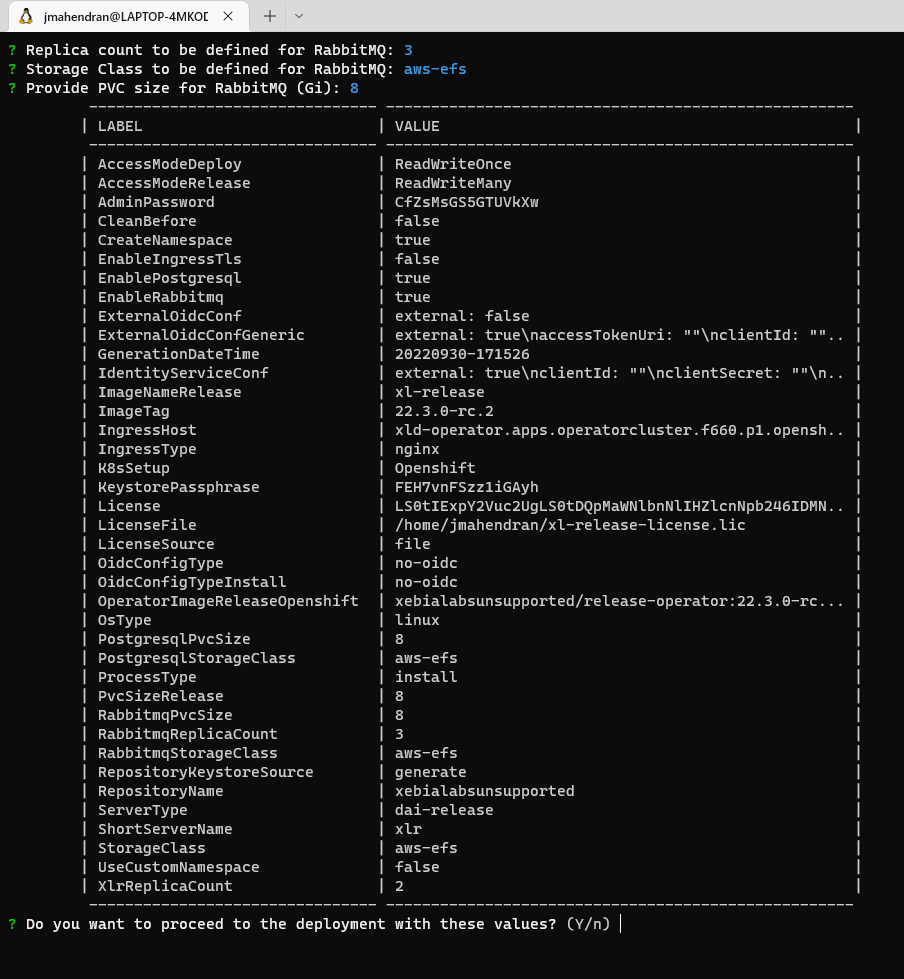 jmahendran@LAPTOP-4MKOD
? Replica count to be defined for RabbitMQ: 3
? Storage Class to be defined for RabbitMQ: aws-efs
? Provide PVC size for RabbitMQ (Gi): 8
| LABEL | VALUE |
| AccessModeDeploy | ReadWriteOnce |
| AccessModeRelease | ReadWriteMany |
| AdminPassword | CfZsMsGS5GTUVkXw |
| CleanBefore | false |
| CreateNamespace | true |
| EnableIngressTls | false |
| EnablePostgresql | true |
| EnableRabbitmq | true |
| ExternalOidcConf | external: false |
| ExternalOidcConfGeneric | external: true\naccessTokenUri: ""\nclientId: "".. |
| GenerationDateTime | 20220930-171526 |
| IdentityServiceConf | external: true\nclientId: ""\nclientSecret: ""\n.. |
| ImageNameRelease | xl-release |
| ImageTag | 22.3.0-rc.2 |
| IngressHost | xld-operator.apps.operatorcluster.f660.p1.opensh.. |
| IngressType | nginx |
| K8sSetup | Openshift |
| KeystorePassphrase | FEH7vnFSzz1iGAyh |
| License | LS0tIExpY2Vuc2UgLS0tDQpMaWNlbnNlIHZlcnNpb246IDMN.. |
| LicenseFile | /home/jmahendran/xl-release-license.lic |
| LicenseSource | file |
| OidcConfigType | no-oidc |
| OidcConfigTypeInstall | no-oidc |
| OperatorImageReleaseOpenshift | xebialabsunsupported/release-operator:22.3.0-rc... |
| OsType | linux |
| PostgresqlPvcSize | 8 |
| PostgresqlStorageClass | aws-efs |
| ProcessType | install |
| PvcSizeRelease | 8 |
| RabbitmqPvcSize | 8 |
| RabbitmqReplicaCount | 3 |
| RabbitmqStorageClass | aws-efs |
| RepositoryKeystoreSource | generate |
| RepositoryName | xebialabsunsupported |
| ServerType | dai-release |
| ShortServerName | xlr |
| StorageClass | aws-efs |
| UseCustomNamespace | false |
| XlrReplicaCount | 2 |
? Do you want to proceed to the deployment with these values? (Y/n)